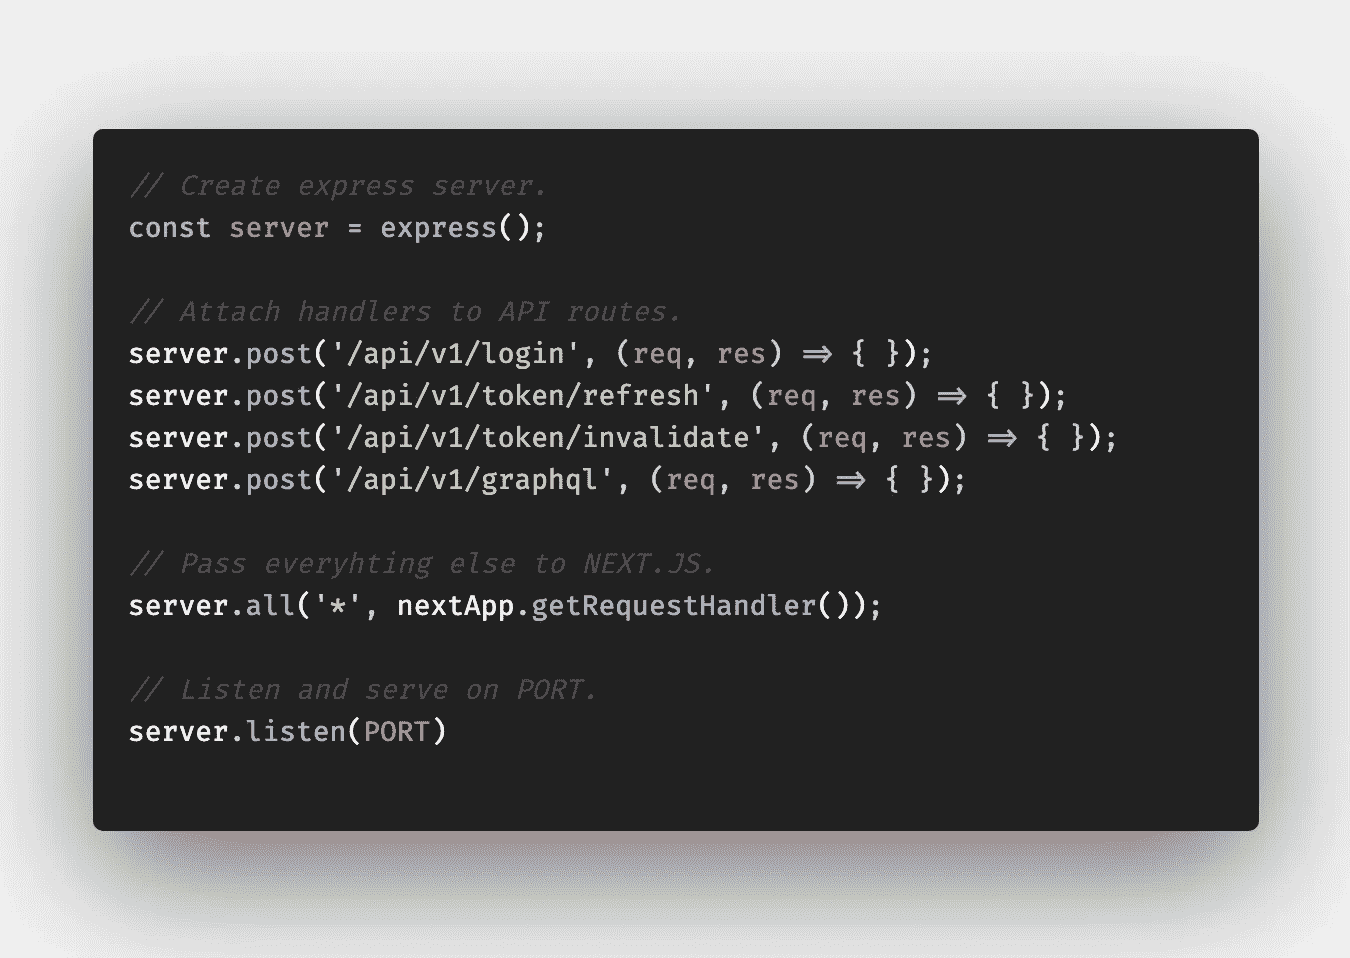 // Create express server.
const server = express();
// Attach handlers to API routes.
server.post('/api/v1/login', (req, res) => { });
server.post('/api/v1/token/refresh', (req, res) => { });
server.post('/api/v1/token/invalidate', (req, res) => { });
server.post('/api/v1/graphql', (req, res) => { });
// Pass everyhting else to NEXT.JS.
server.all('*', nextApp.getRequestHandler());
// Listen and serve on PORT.
server.listen(PORT)